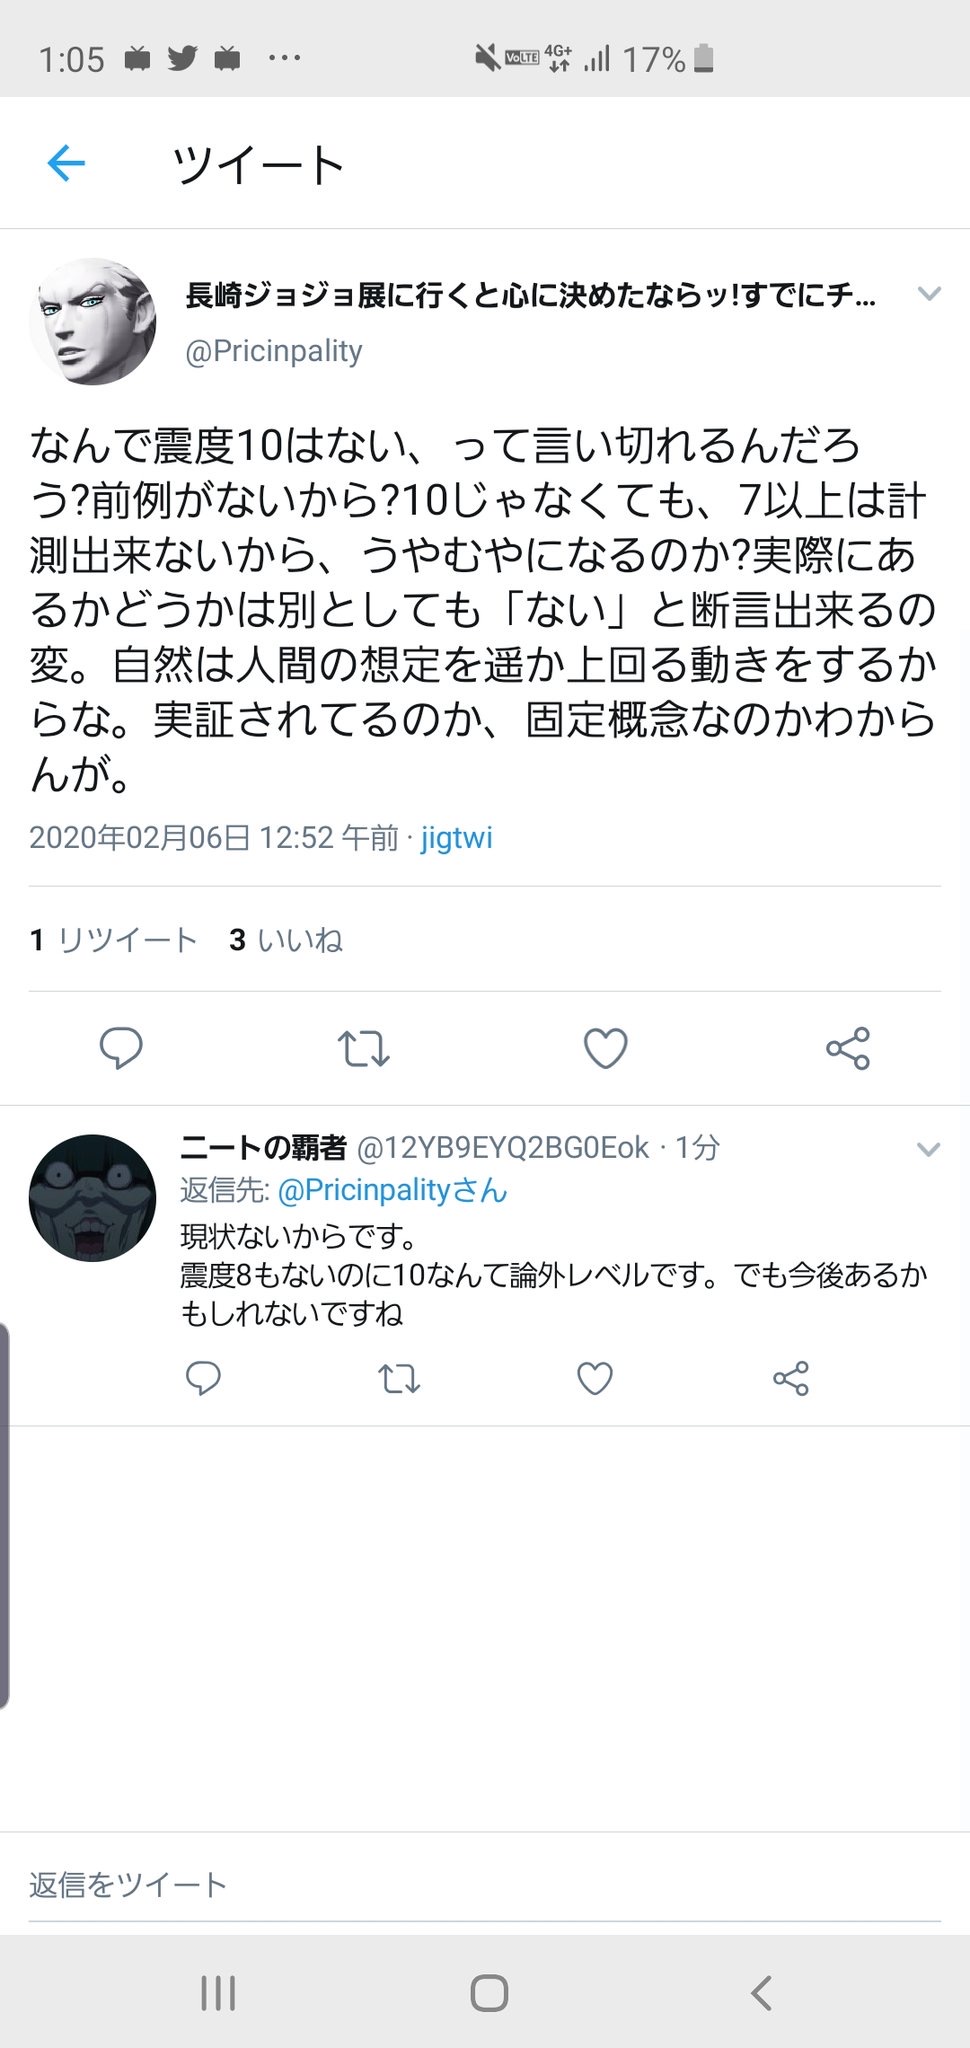 1:05 ... VoLTE 4G+ 17%
ツイート
長崎ジョジョ展に行くと心に決めたならッ!すでにチ...
@Pricinpality
なんで震度10はない、って言い切れるんだろ
う?前例がないから?10じゃなくても、7以上は計
測出来ないから、うやむやになるのか?実際にあ
るかどうかは別としても「ない」と断言出来るの
変。自然は人間の想定を遥か上回る動きをするか
らな。実証されてるのか、固定概念なのかわから
んが。
2020年02月06日 12:52 午前 · jigtwi
1 リツイート 3 いいね
ニートの覇者 @12YB9EYQ2BG0Eok · 1分
返信先: @Pricinpalityさん
現状ないからです。
震度8もないのに10なんて論外レベルです。でも今後あるか
もしれないですね
返信をツイート